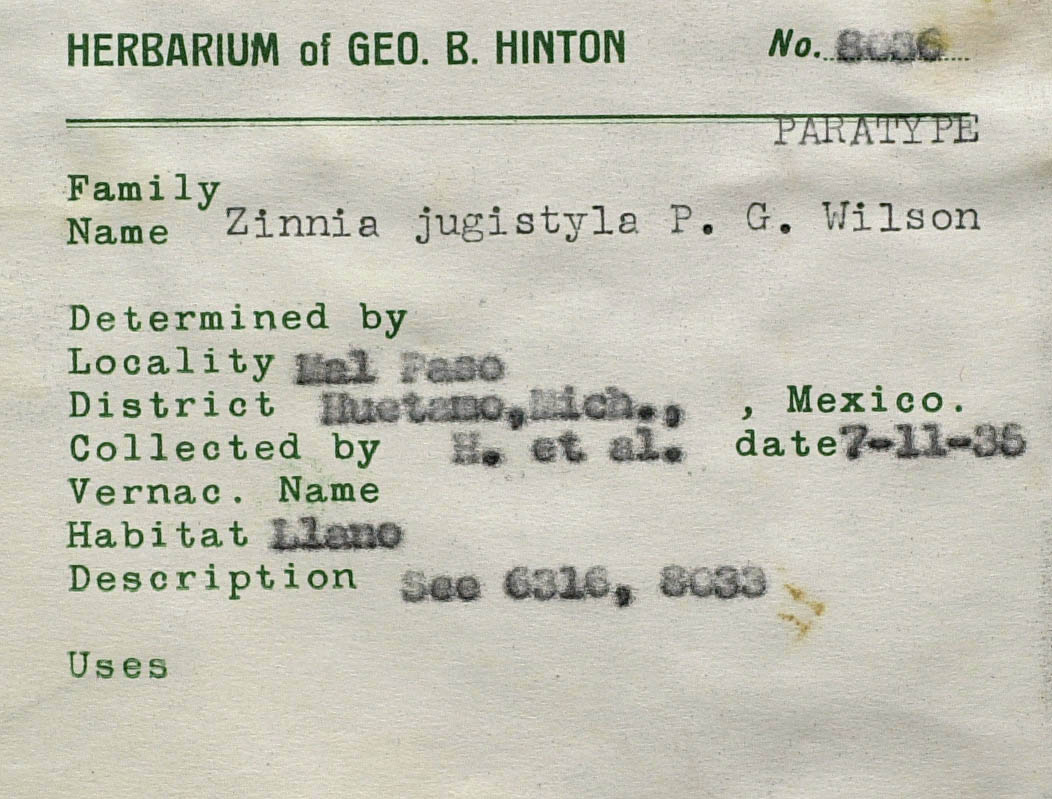 HERBARIUM of GEO. B. HINTON No. 8036
PARATYPE
Family
Name Zinnia jugistyla P. G. Wilson
Determined by
Locality Mal Paso
District Huetamo, Mich., , Mexico.
Collected by H. et al. date 7-11-35
Vernac. Name
Habitat Llano
Description See 6316, 8033
Uses